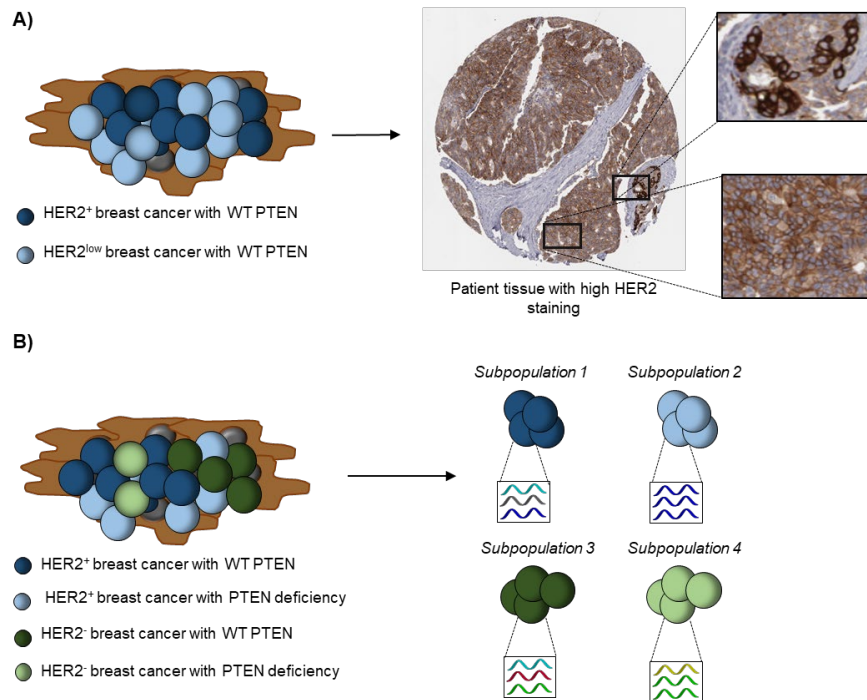 A)
HER2⁺ breast cancer with WT PTEN
HER2ˡᵒʷ breast cancer with WT PTEN
Patient tissue with high HER2
staining
B)
HER2⁺ breast cancer with WT PTEN
HER2⁺ breast cancer with PTEN deficiency
HER2⁻ breast cancer with WT PTEN
HER2⁻ breast cancer with PTEN deficiency
Subpopulation 1
Subpopulation 2
Subpopulation 3
Subpopulation 4